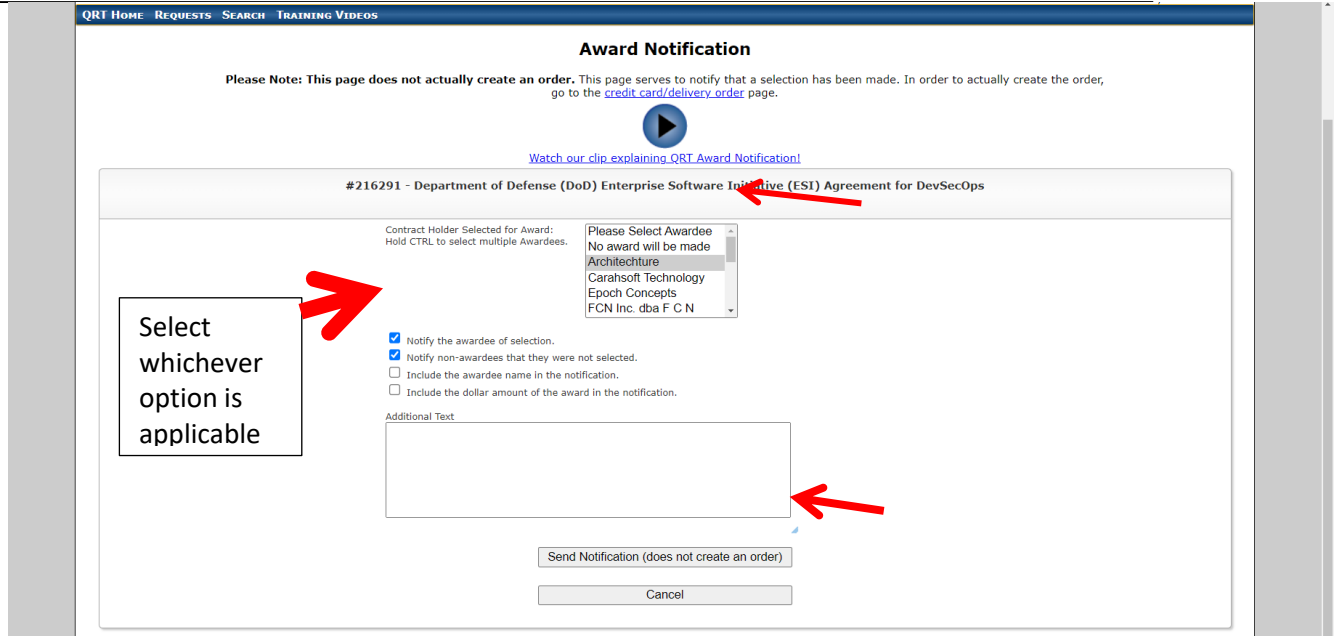 QRT HOME REQUESTS SEARCH TRAINING VIDEOS
Award Notification
Please Note: This page does not actually create an order. This page serves to notify that a selection has been made. In order to actually create the order,
go to the credit card/delivery order page.
Watch our clip explaining QRT Award Notification!
#216291 - Department of Defense (DoD) Enterprise Software Initiative (ESI) Agreement for DevSecOps
Contract Holder Selected for Award:
Hold CTRL to select multiple Awardees.
Please Select Awardee
No award will be made
Architechture
Carahsoft Technology
Epoch Concepts
FCN Inc. dba F C N
Select
whichever
option is
applicable
Notify the awardee of selection.
Notify non-awardees that they were not selected.
Include the awardee name in the notification.
Include the dollar amount of the award in the notification.
Additional Text
Send Notification (does not create an order)
Cancel